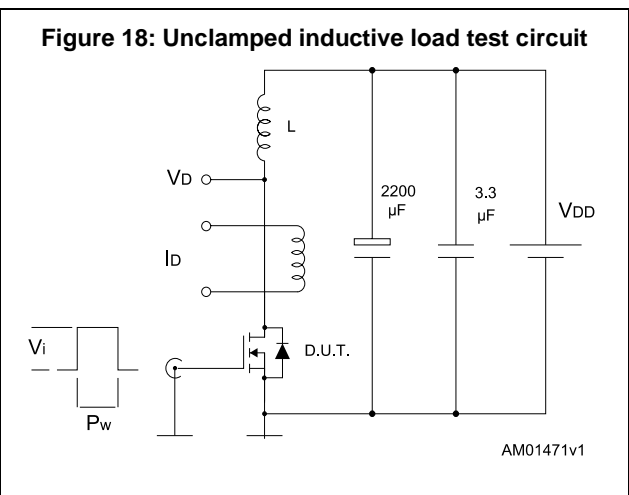 Figure 18: Unclamped inductive load test circuit
L
VD
2200
µF
3.3
µF
VDD
ID
Vi
D.U.T.
Pw
AM01471v1